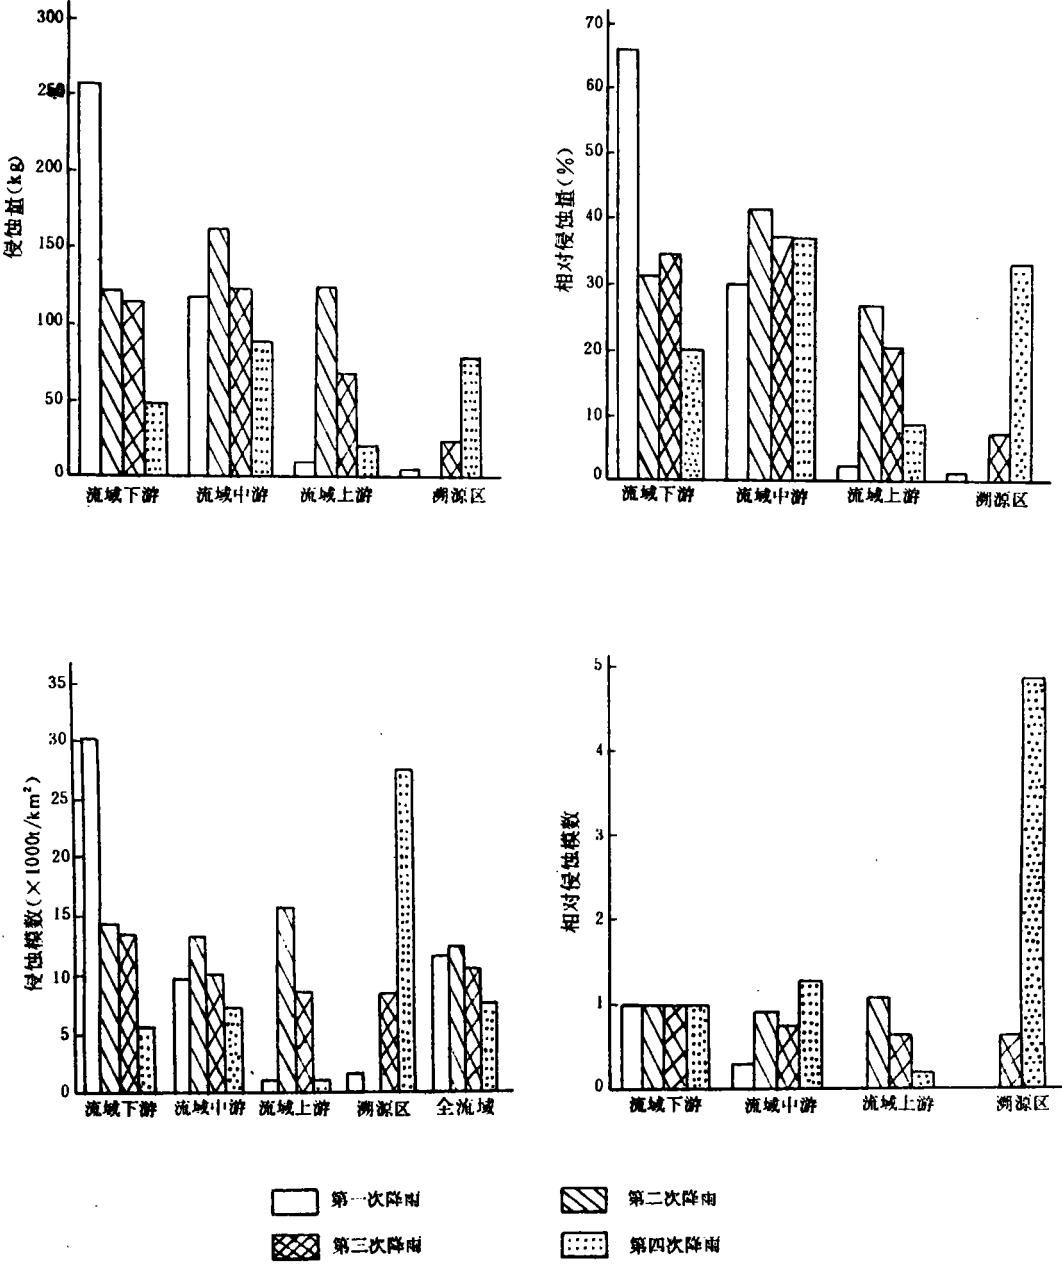 侵蚀量(kg)
300
250
200
150
100
50
0
流域下游 流域中游 流域上游 溯源区
相对侵蚀量(%)
70
60
50
40
30
20
10
0
流域下游 流域中游 流域上游 溯源区
侵蚀模数(×1000t/km²)
35
30
25
20
15
10
5
0
流域下游 流域中游 流域上游 溯源区 全流域
相对侵蚀模数
5
4
3
2
1
0
流域下游 流域中游 流域上游 溯源区
第一次降雨 第二次降雨
第三次降雨 第四次降雨